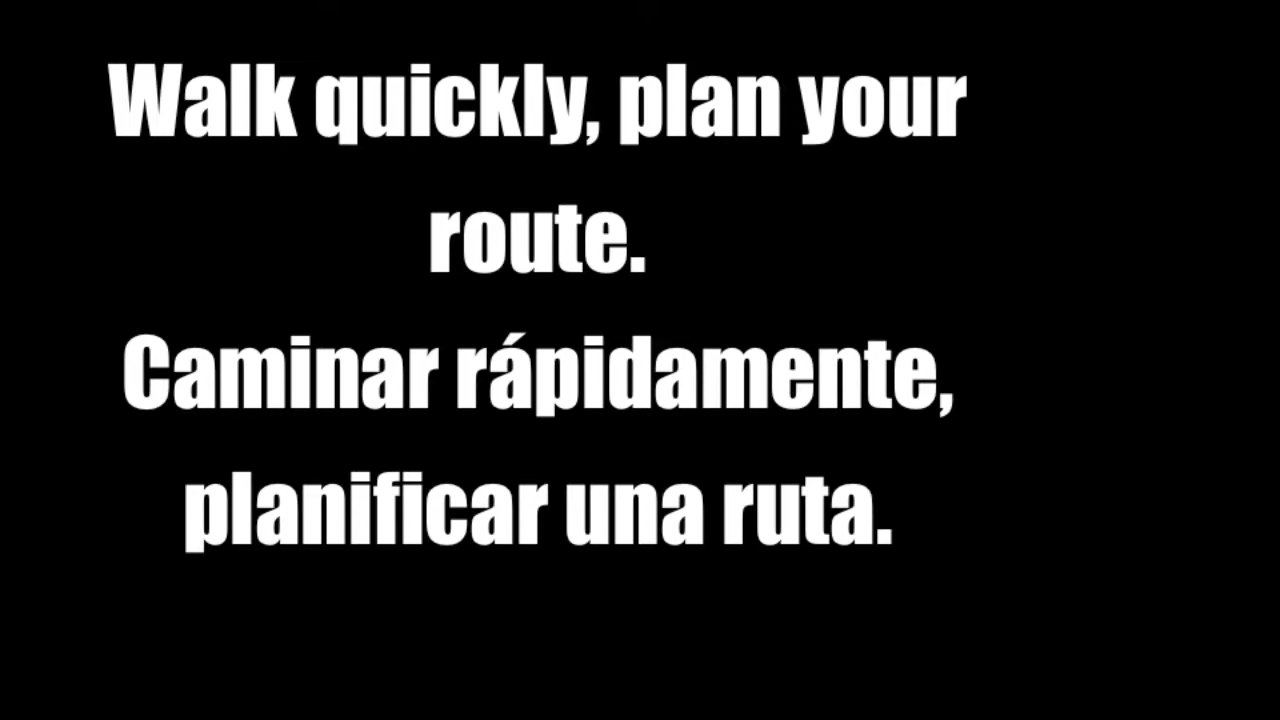 Walk quickly, plan your
route.
Caminar rápidamente,
planificar una ruta.